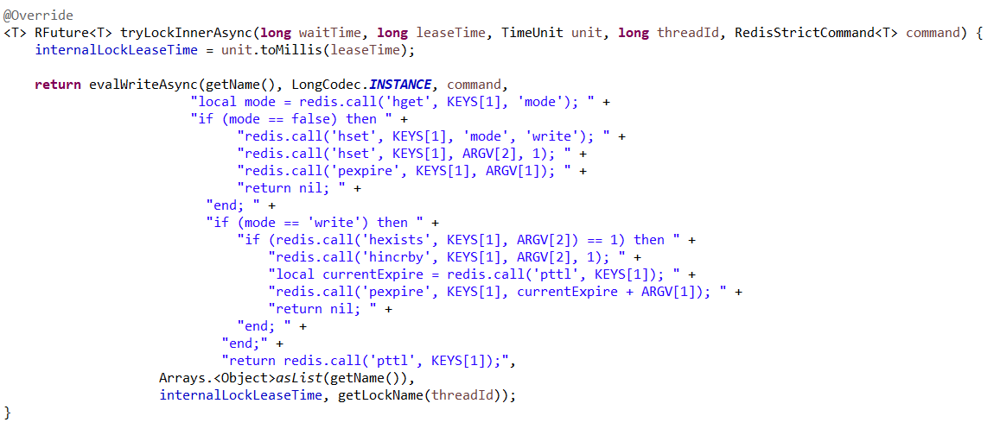 @Override
<T> RFuture<T> tryLockInnerAsync(long waitTime, long leaseTime, TimeUnit unit, long threadId, RedisStrictCommand<T> command) {
    internalLockLeaseTime = unit.toMillis(leaseTime);

    return evalWriteAsync(getName(), LongCodec.INSTANCE, command,
                        "local mode = redis.call('hget', KEYS[1], 'mode'); " +
                        "if (mode == false) then " +
                              "redis.call('hset', KEYS[1], 'mode', 'write'); " +
                              "redis.call('hset', KEYS[1], ARGV[2], 1); " +
                              "redis.call('pexpire', KEYS[1], ARGV[1]); " +
                              "return nil; " +
                          "end; " +
                          "if (mode == 'write') then " +
                              "if (redis.call('hexists', KEYS[1], ARGV[2]) == 1) then " +
                                  "redis.call('hincrby', KEYS[1], ARGV[2], 1); " +
                                  "local currentExpire = redis.call('pttl', KEYS[1]); " +
                                  "redis.call('pexpire', KEYS[1], currentExpire + ARGV[1]); " +
                                  "return nil; " +
                              "end; " +
                            "end;" +
                            "return redis.call('pttl', KEYS[1]);",
                    Arrays.<Object>asList(getName()),
                    internalLockLeaseTime, getLockName(threadId));
}